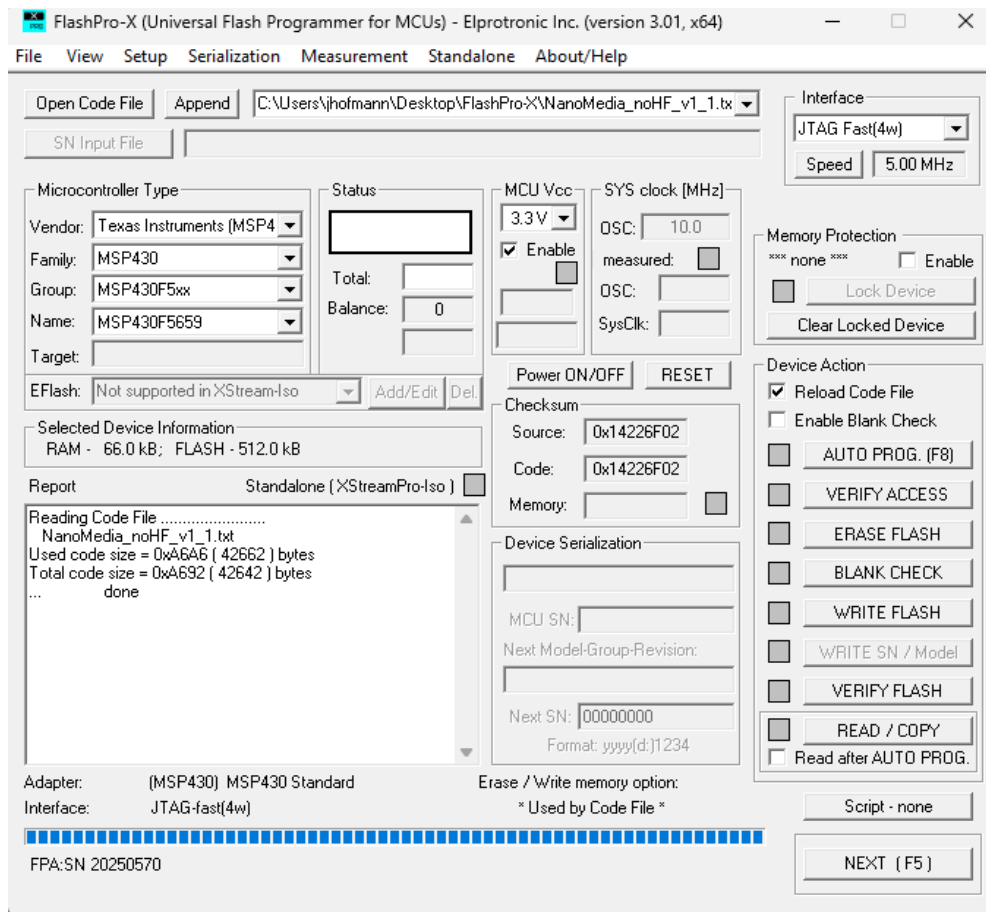 FlashPro-X (Universal Flash Programmer for MCUs) - Elprotronic Inc. (version 3.01, x64)
File View Setup Serialization Measurement Standalone About/Help
Open Code File Append C:\Users\jhofmann\Desktop\FlashPro-X\NanoMedia_noHF_v1_1.tx
SN Input File
Interface
JTAG Fast(4w)
Speed 5.00 MHz
Microcontroller Type
Vendor: Texas Instruments (MSP4
Family: MSP430
Group: MSP430F5xx
Name: MSP430F5659
Target:
EFlash: Not supported in XStream-Iso Add/Edit Del.
Status
Total:
Balance: 0
MCU Vcc
3.3 V
Enable
SYS clock [MHz]
OSC: 10.0
measured:
OSC:
SysClk:
Memory Protection
*** none *** Enable
Lock Device
Clear Locked Device
Power ON/OFF RESET
Selected Device Information
RAM - 66.0 kB; FLASH - 512.0 kB
Checksum
Source: 0x14226F02
Code: 0x14226F02
Memory:
Report Standalone ( XStreamPro-Iso )
Reading Code File ........................
NanoMedia_noHF_v1_1.txt
Used code size = 0xA6A6 ( 42662 ) bytes
Total code size = 0xA692 ( 42642 ) bytes
... done
Device Serialization
MCU SN:
Next Model-Group-Revision:
Next SN: 00000000
Format: yyyy(d:)1234
Device Action
Reload Code File
Enable Blank Check
AUTO PROG. (F8)
VERIFY ACCESS
ERASE FLASH
BLANK CHECK
WRITE FLASH
WRITE SN / Model
VERIFY FLASH
READ / COPY
Read after AUTO PROG.
Adapter: (MSP430) MSP430 Standard
Interface: JTAG-fast(4w)
Erase / Write memory option:
* Used by Code File *
Script - none
FPA:SN 20250570
NEXT ( F5 )